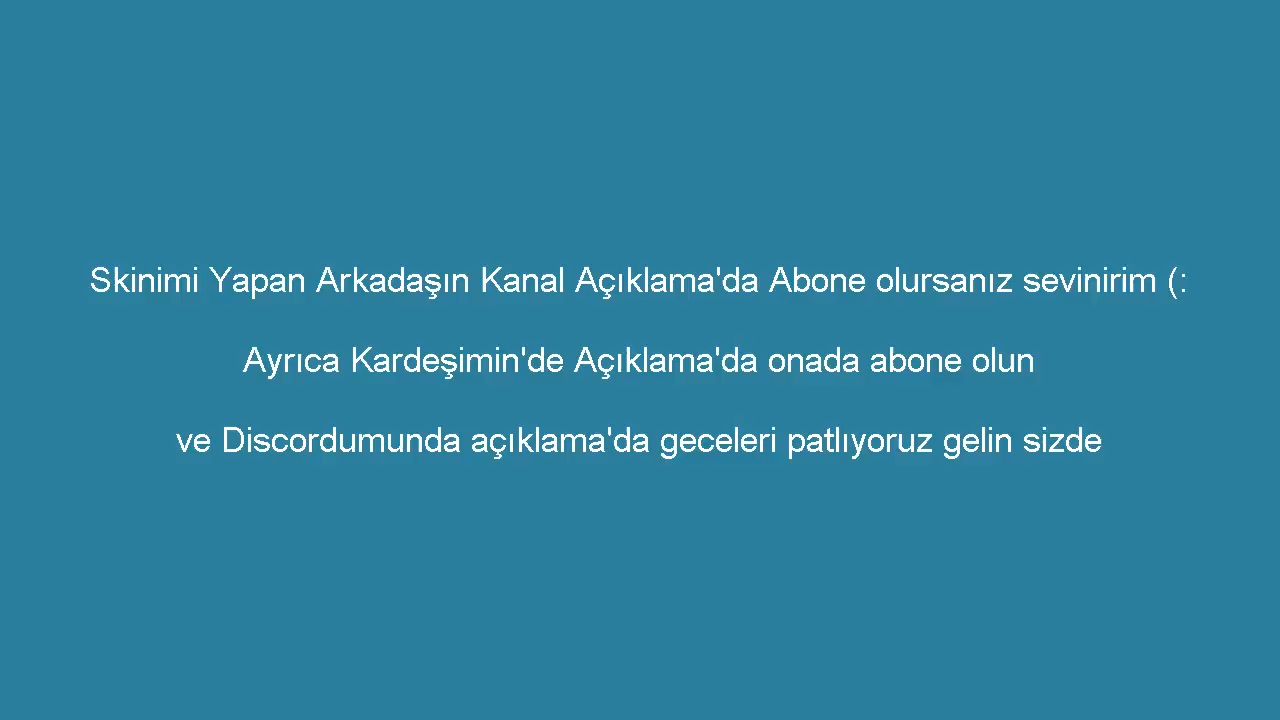 Skinimi Yapan Arkadaşın Kanal Açıklama'da Abone olursanız sevinirim (:
Ayrıca Kardeşimin'de Açıklama'da onada abone olun
ve Discordumunda açıklama'da geceleri patlıyoruz gelin sizde